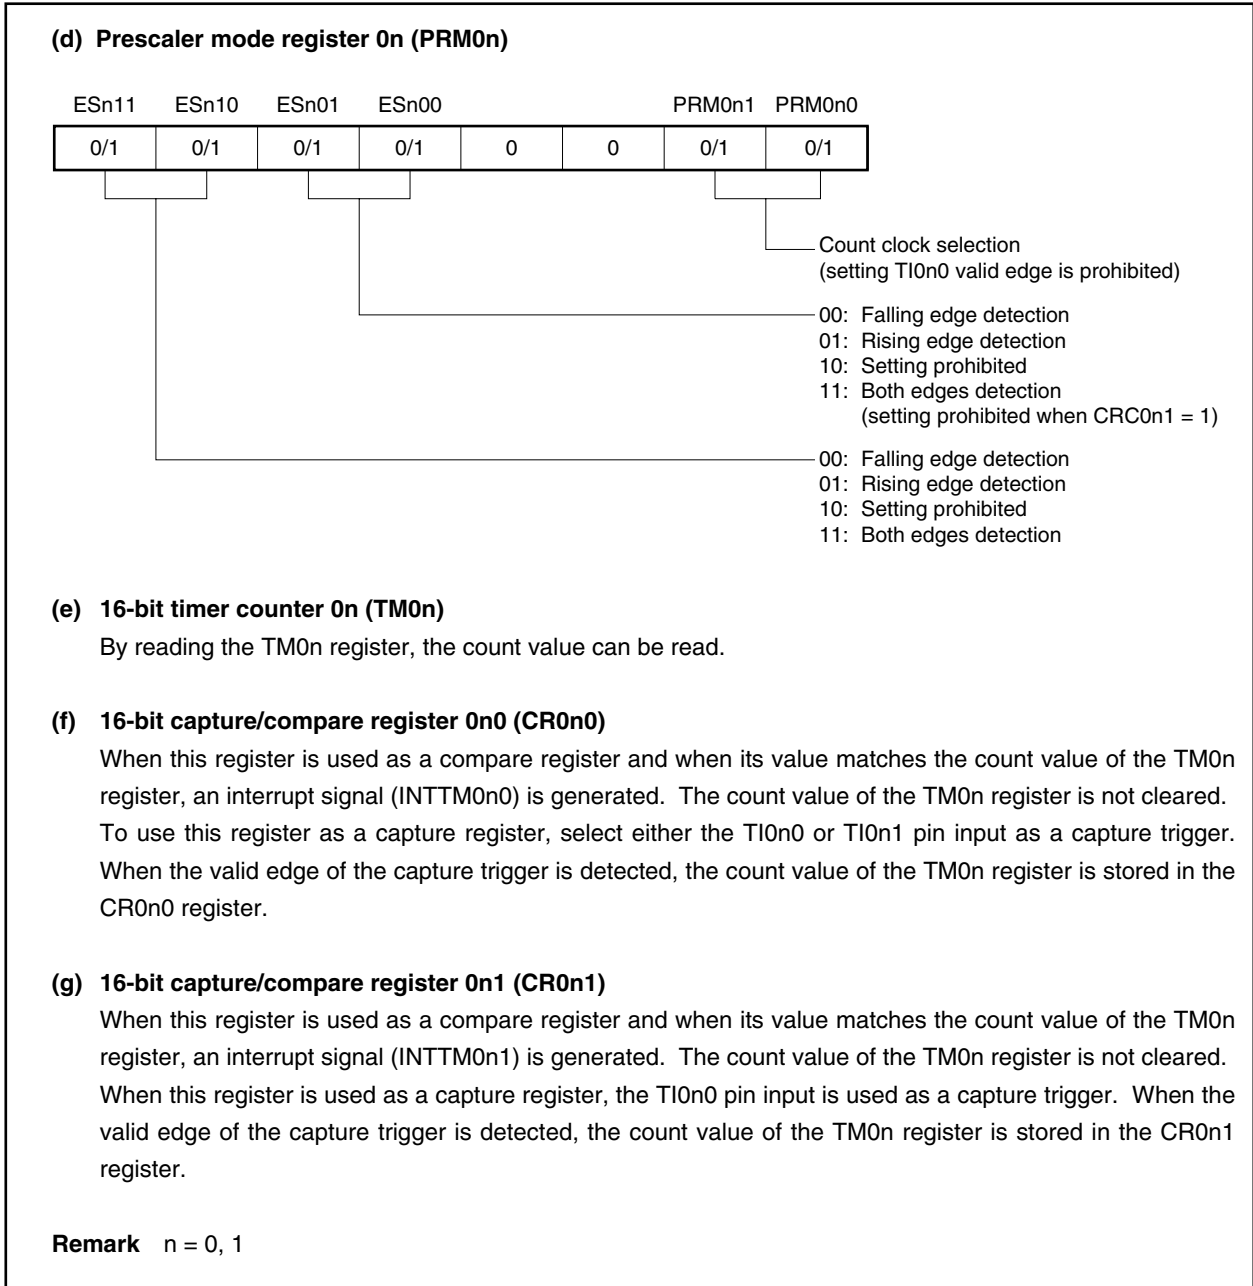 (d) Prescaler mode register 0n (PRM0n)
ESn11 ESn10 ESn01 ESn00 PRM0n1 PRM0n0
0/1 0/1 0/1 0/1 0 0 0/1 0/1
Count clock selection
(setting TI0n0 valid edge is prohibited)
00: Falling edge detection
01: Rising edge detection
10: Setting prohibited
11: Both edges detection
(setting prohibited when CRC0n1 = 1)
00: Falling edge detection
01: Rising edge detection
10: Setting prohibited
11: Both edges detection
(e) 16-bit timer counter 0n (TM0n)
By reading the TM0n register, the count value can be read.
(f) 16-bit capture/compare register 0n0 (CR0n0)
When this register is used as a compare register and when its value matches the count value of the TM0n
register, an interrupt signal (INTTM0n0) is generated. The count value of the TM0n register is not cleared.
To use this register as a capture register, select either the TI0n0 or TI0n1 pin input as a capture trigger.
When the valid edge of the capture trigger is detected, the count value of the TM0n register is stored in the
CR0n0 register.
(g) 16-bit capture/compare register 0n1 (CR0n1)
When this register is used as a compare register and when its value matches the count value of the TM0n
register, an interrupt signal (INTTM0n1) is generated. The count value of the TM0n register is not cleared.
When this register is used as a capture register, the TI0n0 pin input is used as a capture trigger. When the
valid edge of the capture trigger is detected, the count value of the TM0n register is stored in the CR0n1
register.
Remark n = 0, 1